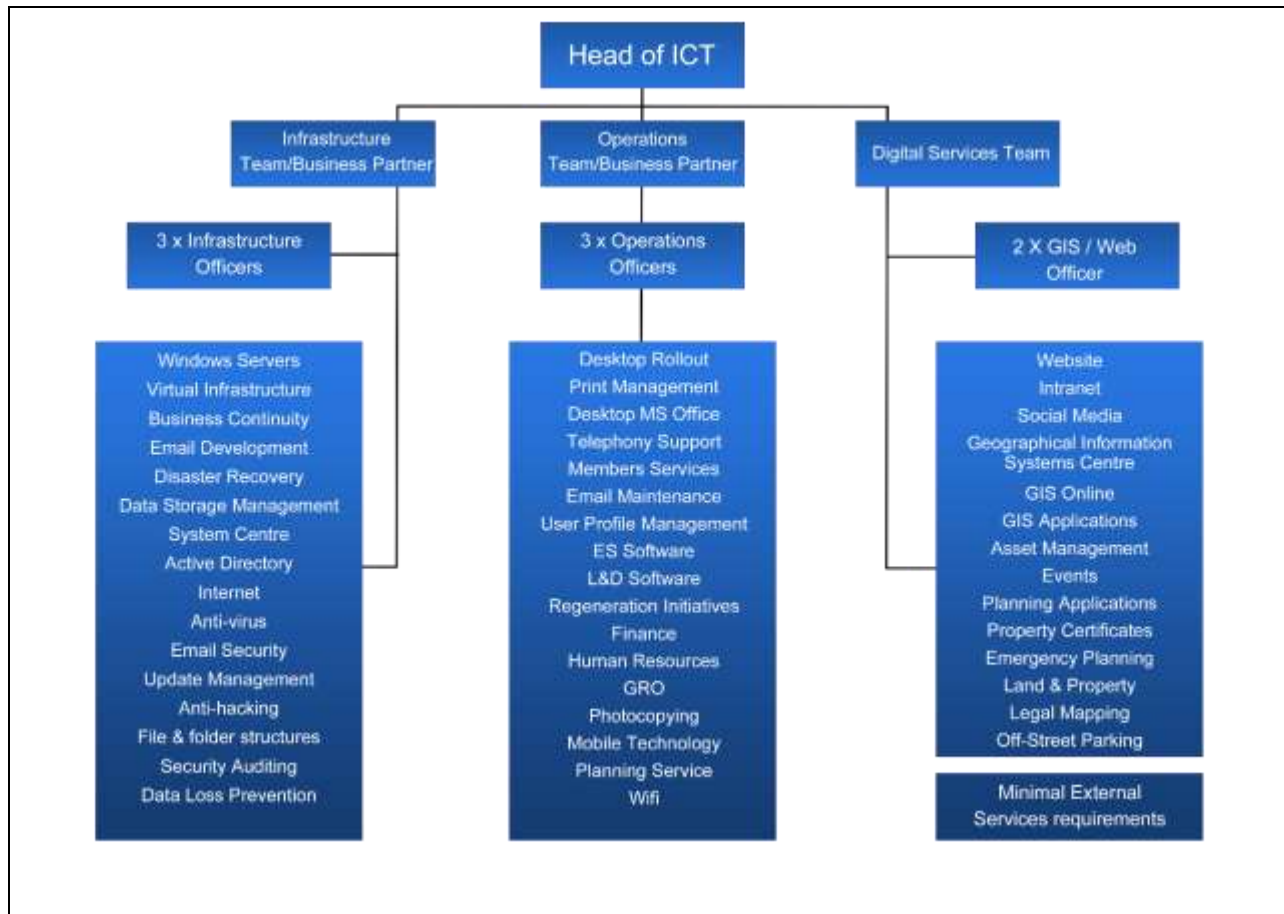 Head of ICT
Infrastructure
Team/Business Partner
Operations
Team/Business Partner
Digital Services Team
3 x Infrastructure
Officers
3 x Operations
Officers
2 X GIS / Web
Officer
Windows Servers
Virtual Infrastructure
Business Continuity
Email Development
Disaster Recovery
Data Storage Management
System Centre
Active Directory
Internet
Anti-virus
Email Security
Update Management
Anti-hacking
File & folder structures
Security Auditing
Data Loss Prevention
Desktop Rollout
Print Management
Desktop MS Office
Telephony Support
Members Services
Email Maintenance
User Profile Management
ES Software
L&D Software
Regeneration Initiatives
Finance
Human Resources
GRO
Photocopying
Mobile Technology
Planning Service
Wifi
Website
Intranet
Social Media
Geographical Information
Systems Centre
GIS Online
GIS Applications
Asset Management
Events
Planning Applications
Property Certificates
Emergency Planning
Land & Property
Legal Mapping
Off-Street Parking
Minimal External
Services requirements